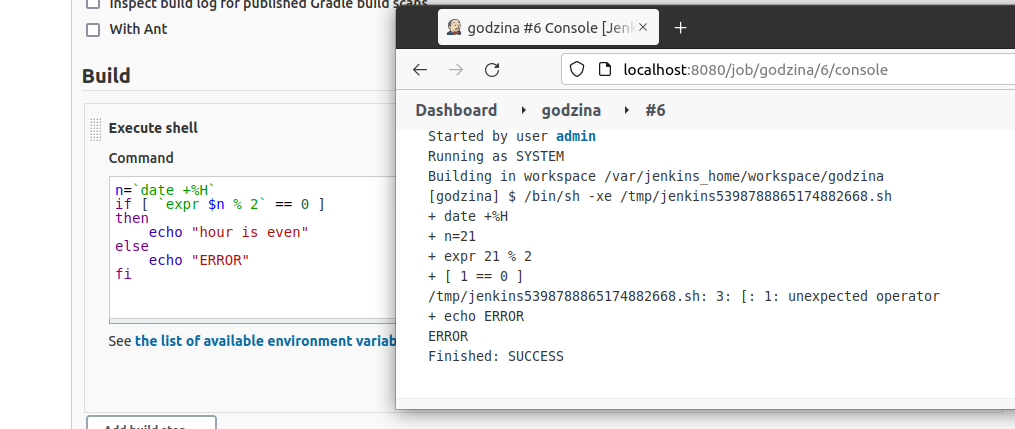 Inspect build log for published Gradle build scans
With Ant
Build
Execute shell
Command
n=`date +%H`
if [ `expr $n % 2` == 0 ]
then
    echo "hour is even"
else
    echo "ERROR"
fi
See the list of available environment variab
Add build step
godzina #6 Console [Jenk
localhost:8080/job/godzina/6/console
Dashboard godzina #6
Started by user admin
Running as SYSTEM
Building in workspace /var/jenkins_home/workspace/godzina
[godzina] $ /bin/sh -xe /tmp/jenkins5398788865174882668.sh
+ date +%H
+ n=21
+ expr 21 % 2
+ [ 1 == 0 ]
/tmp/jenkins5398788865174882668.sh: 3: [: 1: unexpected operator
+ echo ERROR
ERROR
Finished: SUCCESS